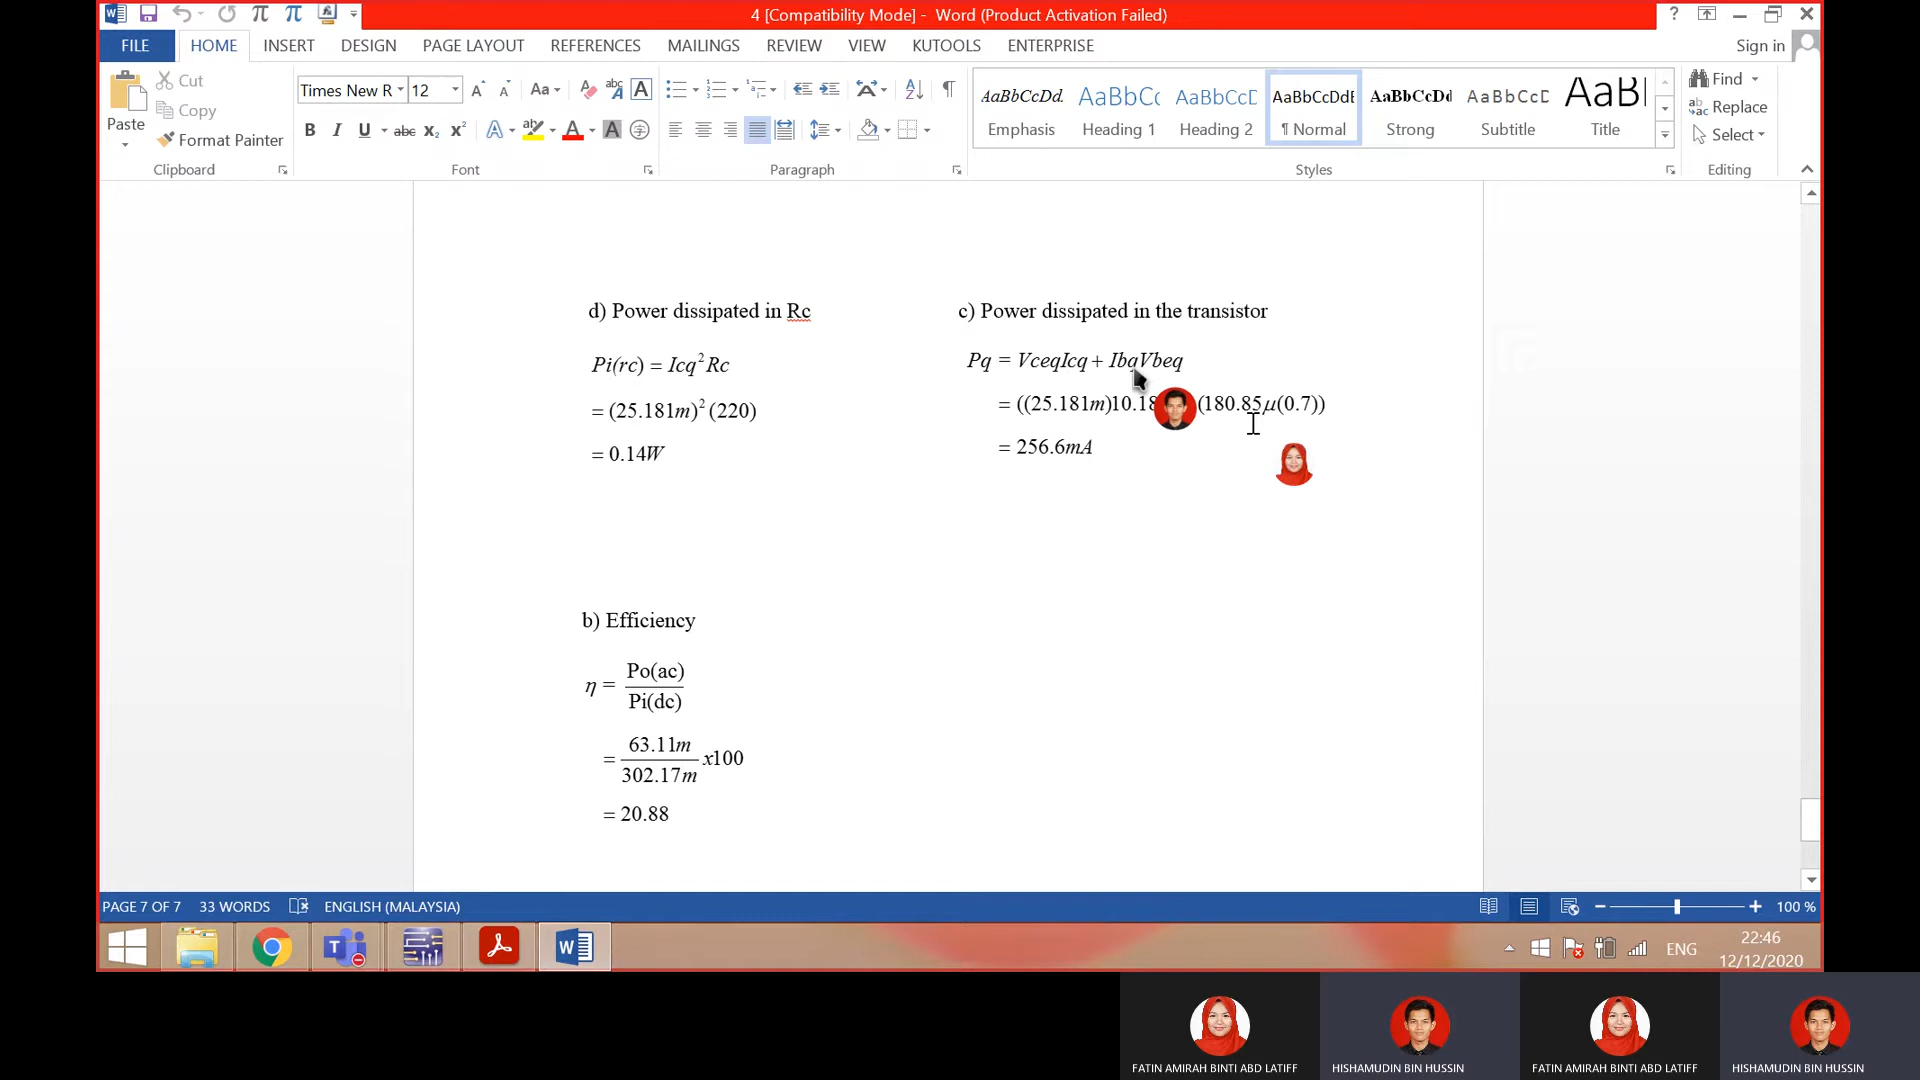 4 [Compatibility Mode] - Word (Product Activation Failed)
FILE HOME INSERT DESIGN PAGE LAYOUT REFERENCES MAILINGS REVIEW VIEW KUTOOLS ENTERPRISE Sign in
Paste Cut Copy Format Painter
Times New R 12
AaBbCcDd. AaBbCc AaBbCcD AaBbCcDdE AaBbCcDd AaBbCcD AaB
Emphasis Heading 1 Heading 2 ¶ Normal Strong Subtitle Title
Find
Replace
Select
Clipboard Font Paragraph Styles Editing
d) Power dissipated in Rc
Pi(rc) = Icq² Rc
= (25.181m)² (220)
= 0.14W
c) Power dissipated in the transistor
Pq = VceqIcq + IbqVbeq
= ((25.181m)10.18 (180.85μ(0.7))
= 256.6mA
b) Efficiency
η = Po(ac)
Pi(dc)
= 63.11m x100
302.17m
= 20.88
PAGE 7 OF 7 33 WORDS ENGLISH (MALAYSIA) 100 %
ENG 22:46
12/12/2020
FATIN AMIRAH BINTI ABD LATIFF HISHAMUDIN BIN HUSSIN FATIN AMIRAH BINTI ABD LATIFF HISHAMUDIN BIN HUSSIN